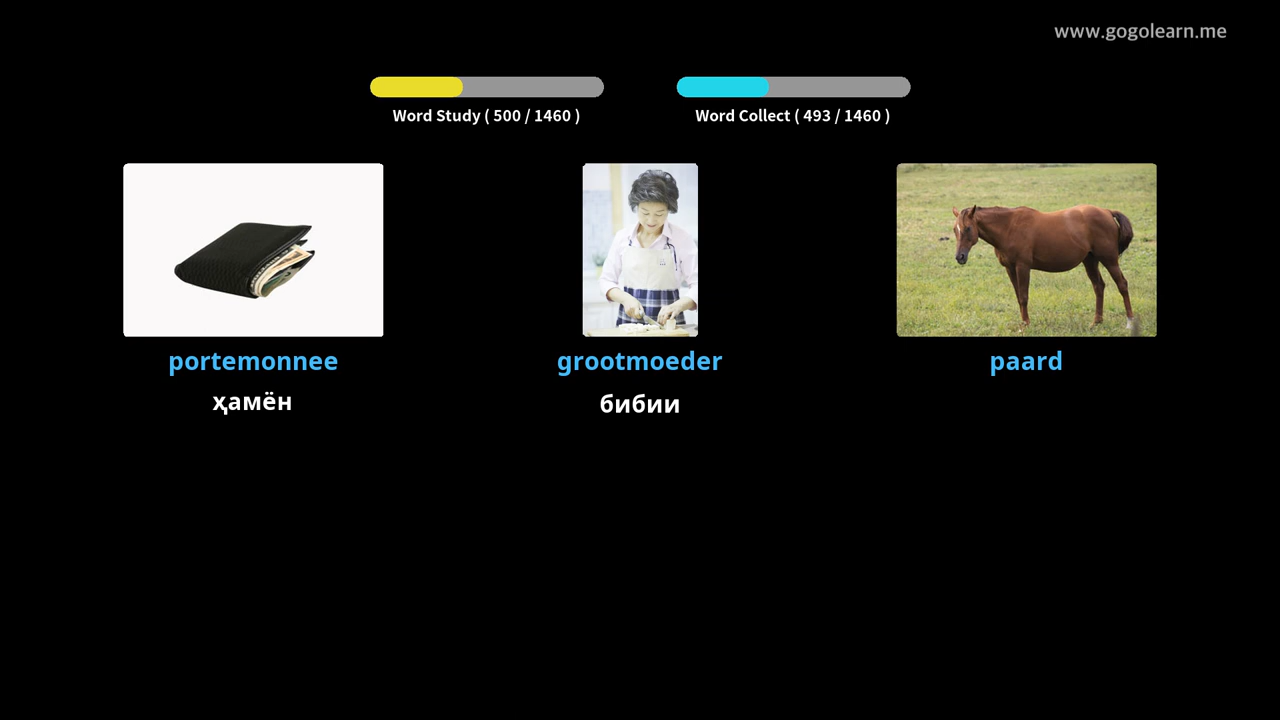 www.gogolearn.me
Word Study ( 500 / 1460 )
Word Collect ( 493 / 1460 )
portemonnee
grootmoeder
paard
ҳамён
бибии